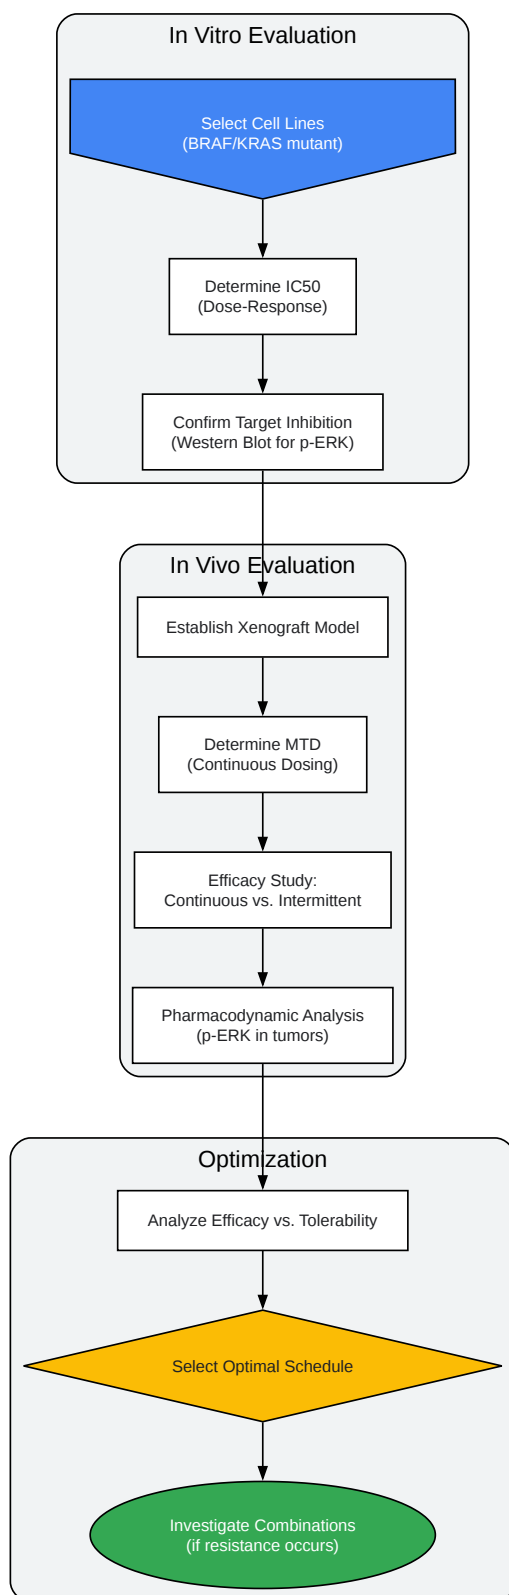 In Vitro Evaluation
Select Cell Lines
(BRAF/KRAS mutant)
Determine IC50
(Dose-Response)
Confirm Target Inhibition
(Western Blot for p-ERK)
In Vivo Evaluation
Establish Xenograft Model
Determine MTD
(Continuous Dosing)
Efficacy Study:
Continuous vs. Intermittent
Pharmacodynamic Analysis
(p-ERK in tumors)
Optimization
Analyze Efficacy vs. Tolerability
Select Optimal Schedule
Investigate Combinations
(if resistance occurs)